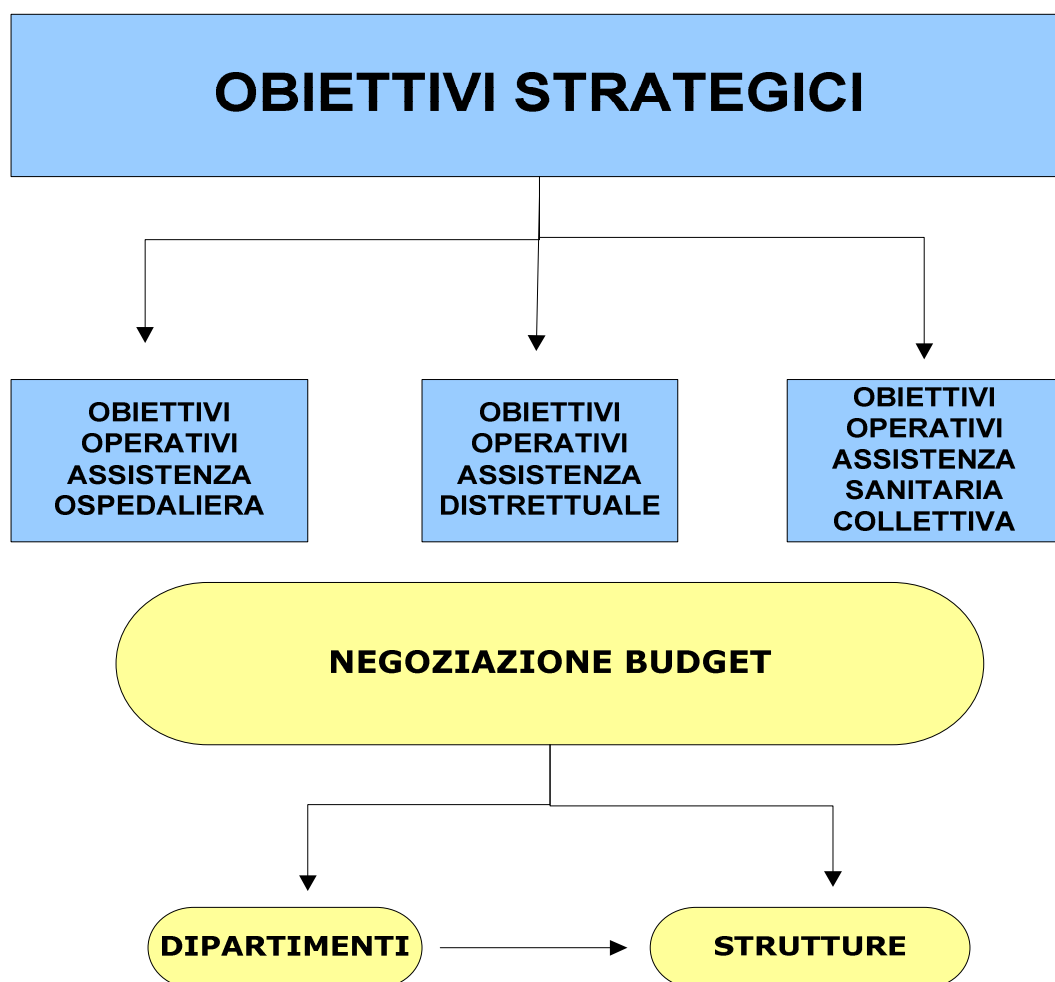 OBIETTIVI STRATEGICI
OBIETTIVI
OPERATIVI
ASSISTENZA
OSPEDALIERA
OBIETTIVI
OPERATIVI
ASSISTENZA
DISTRETTUALE
OBIETTIVI
OPERATIVI
ASSISTENZA
SANITARIA
COLLETTIVA
NEGOZIAZIONE BUDGET
DIPARTIMENTI
STRUTTURE